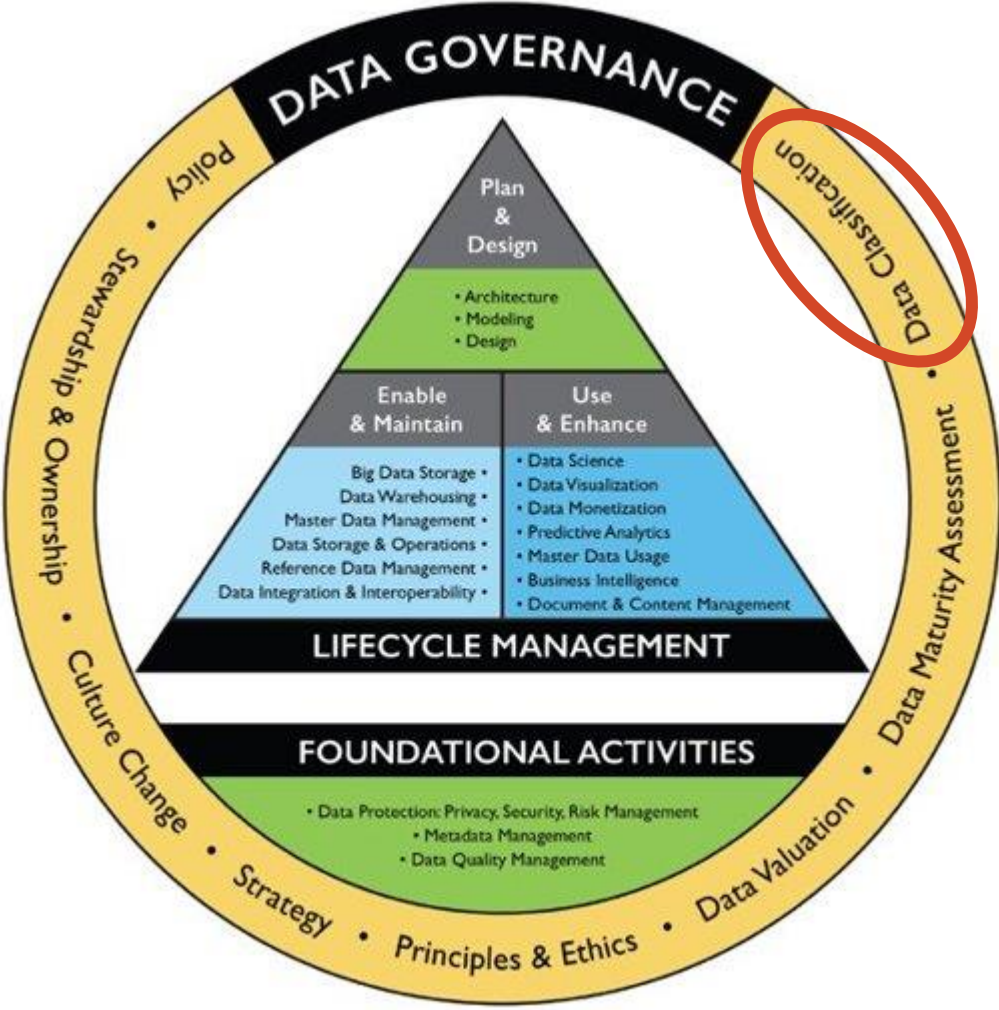 DATA GOVERNANCE
Policy • Stewardship & Ownership • Culture Change • Strategy • Principles & Ethics • Data Valuation • Data Maturity Assessment • Data Classification
Plan
&
Design
• Architecture
• Modeling
• Design
Enable
& Maintain
Big Data Storage •
Data Warehousing •
Master Data Management •
Data Storage & Operations •
Reference Data Management •
Data Integration & Interoperability •
Use
& Enhance
• Data Science
• Data Visualization
• Data Monetization
• Predictive Analytics
• Master Data Usage
• Business Intelligence
• Document & Content Management
LIFECYCLE MANAGEMENT
FOUNDATIONAL ACTIVITIES
• Data Protection: Privacy, Security, Risk Management
• Metadata Management
• Data Quality Management